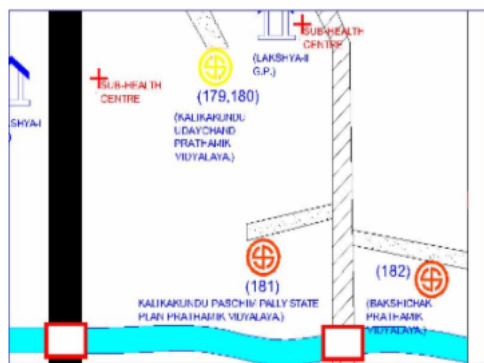 SUB-HEALTH
CENTRE
(LAKSHYA-II
G.P.)
SUB-HEALTH
CENTRE
SHYA-I
(179,180)
(KALIKAKUNDU
UDAYCHAND
PRATHAMIK
VIDYALAYA.)
(181)
KALIKAKUNDU PASCHIM PALLY STATE
PLAN PRATHAMIK VIDYALAYA.)
(182)
(BAKSHICHAK
PRATHAMIK
VIDYALAYA.)